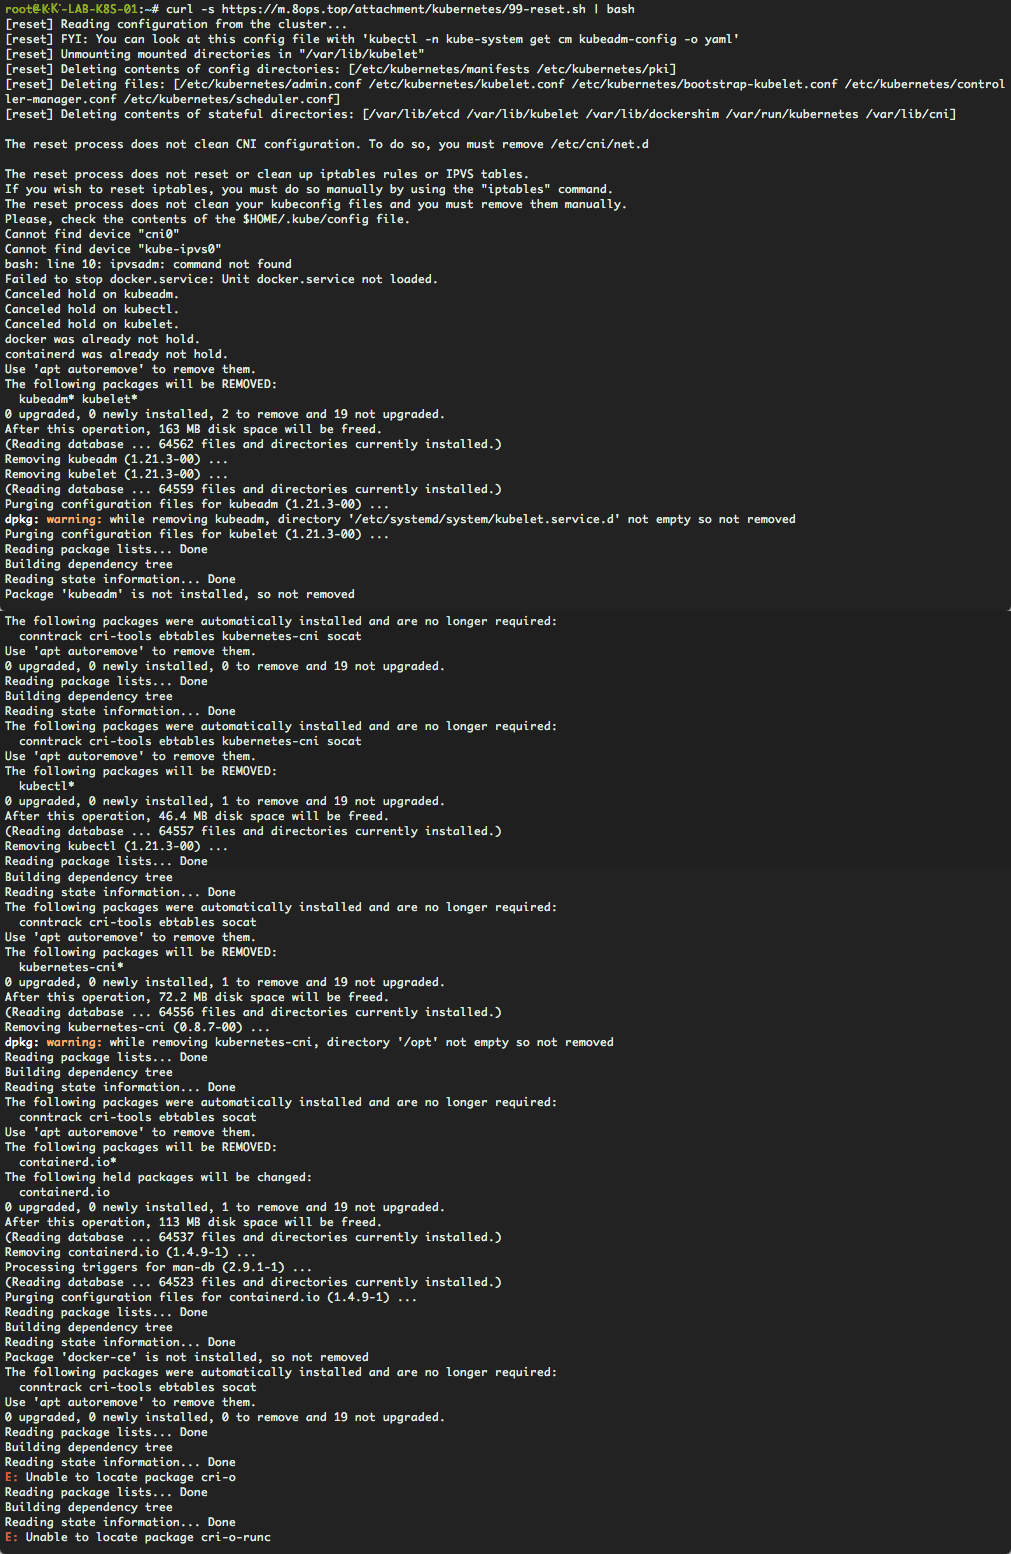 root@KK-LAB-K8S-01:~# curl -s https://m.8ops.top/attachment/kubernetes/99-reset.sh | bash
[reset] Reading configuration from the cluster...
[reset] FYI: You can look at this config file with 'kubectl -n kube-system get cm kubeadm-config -o yaml'
[reset] Unmounting mounted directories in "/var/lib/kubelet"
[reset] Deleting contents of config directories: [/etc/kubernetes/manifests /etc/kubernetes/pki]
[reset] Deleting files: [/etc/kubernetes/admin.conf /etc/kubernetes/kubelet.conf /etc/kubernetes/bootstrap-kubelet.conf /etc/kubernetes/control
ler-manager.conf /etc/kubernetes/scheduler.conf]
[reset] Deleting contents of stateful directories: [/var/lib/etcd /var/lib/kubelet /var/lib/dockershim /var/run/kubernetes /var/lib/cni]
The reset process does not clean CNI configuration. To do so, you must remove /etc/cni/net.d
The reset process does not reset or clean up iptables rules or IPVS tables.
If you wish to reset iptables, you must do so manually by using the "iptables" command.
The reset process does not clean your kubeconfig files and you must remove them manually.
Please, check the contents of the $HOME/.kube/config file.
Cannot find device "cni0"
Cannot find device "kube-ipvs0"
bash: line 10: ipvsadm: command not found
Failed to stop docker.service: Unit docker.service not loaded.
Canceled hold on kubeadm.
Canceled hold on kubectl.
Canceled hold on kubelet.
docker was already not hold.
containerd was already not hold.
Use 'apt autoremove' to remove them.
The following packages will be REMOVED:
kubeadm* kubelet*
0 upgraded, 0 newly installed, 2 to remove and 19 not upgraded.
After this operation, 163 MB disk space will be freed.
(Reading database ... 64562 files and directories currently installed.)
Removing kubeadm (1.21.3-00) ...
Removing kubelet (1.21.3-00) ...
(Reading database ... 64559 files and directories currently installed.)
Purging configuration files for kubeadm (1.21.3-00) ...
dpkg: warning: while removing kubeadm, directory '/etc/systemd/system/kubelet.service.d' not empty so not removed
Purging configuration files for kubelet (1.21.3-00) ...
Reading package lists... Done
Building dependency tree
Reading state information... Done
Package 'kubeadm' is not installed, so not removed
The following packages were automatically installed and are no longer required:
conntrack cri-tools ebtables kubernetes-cni socat
Use 'apt autoremove' to remove them.
0 upgraded, 0 newly installed, 0 to remove and 19 not upgraded.
Reading package lists... Done
Building dependency tree
Reading state information... Done
The following packages were automatically installed and are no longer required:
conntrack cri-tools ebtables kubernetes-cni socat
Use 'apt autoremove' to remove them.
The following packages will be REMOVED:
kubectl*
0 upgraded, 0 newly installed, 1 to remove and 19 not upgraded.
After this operation, 46.4 MB disk space will be freed.
(Reading database ... 64557 files and directories currently installed.)
Removing kubectl (1.21.3-00) ...
Reading package lists... Done
Building dependency tree
Reading state information... Done
The following packages were automatically installed and are no longer required:
conntrack cri-tools ebtables socat
Use 'apt autoremove' to remove them.
The following packages will be REMOVED:
kubernetes-cni*
0 upgraded, 0 newly installed, 1 to remove and 19 not upgraded.
After this operation, 72.2 MB disk space will be freed.
(Reading database ... 64556 files and directories currently installed.)
Removing kubernetes-cni (0.8.7-00) ...
dpkg: warning: while removing kubernetes-cni, directory '/opt' not empty so not removed
Reading package lists... Done
Building dependency tree
Reading state information... Done
The following packages were automatically installed and are no longer required:
conntrack cri-tools ebtables socat
Use 'apt autoremove' to remove them.
The following packages will be REMOVED:
containerd.io*
The following held packages will be changed:
containerd.io
0 upgraded, 0 newly installed, 1 to remove and 19 not upgraded.
After this operation, 113 MB disk space will be freed.
(Reading database ... 64537 files and directories currently installed.)
Removing containerd.io (1.4.9-1) ...
Processing triggers for man-db (2.9.1-1) ...
(Reading database ... 64523 files and directories currently installed.)
Purging configuration files for containerd.io (1.4.9-1) ...
Reading package lists... Done
Building dependency tree
Reading state information... Done
Package 'docker-ce' is not installed, so not removed
The following packages were automatically installed and are no longer required:
conntrack cri-tools ebtables socat
Use 'apt autoremove' to remove them.
0 upgraded, 0 newly installed, 0 to remove and 19 not upgraded.
Reading package lists... Done
Building dependency tree
Reading state information... Done
E: Unable to locate package cri-o
Reading package lists... Done
Building dependency tree
Reading state information... Done
E: Unable to locate package cri-o-runc